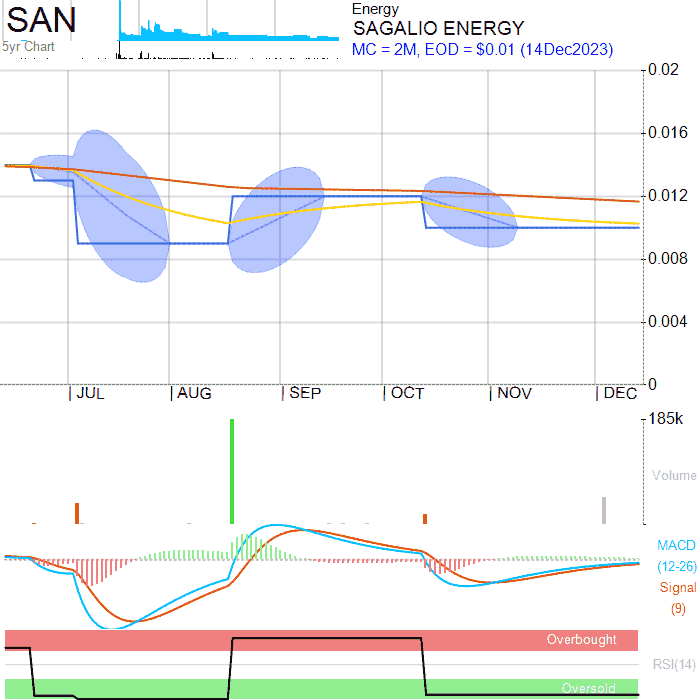 SAN
5yr Chart
Energy
SAGALIO ENERGY
MC = 2M, EOD = $0.01 (14Dec2023)
0.02
0.016
0.012
0.008
0.004
0
JUL AUG SEP OCT NOV DEC
185k
Volume
MACD
(12-26)
Signal
(9)
Overbought
RSI(14)
Oversold